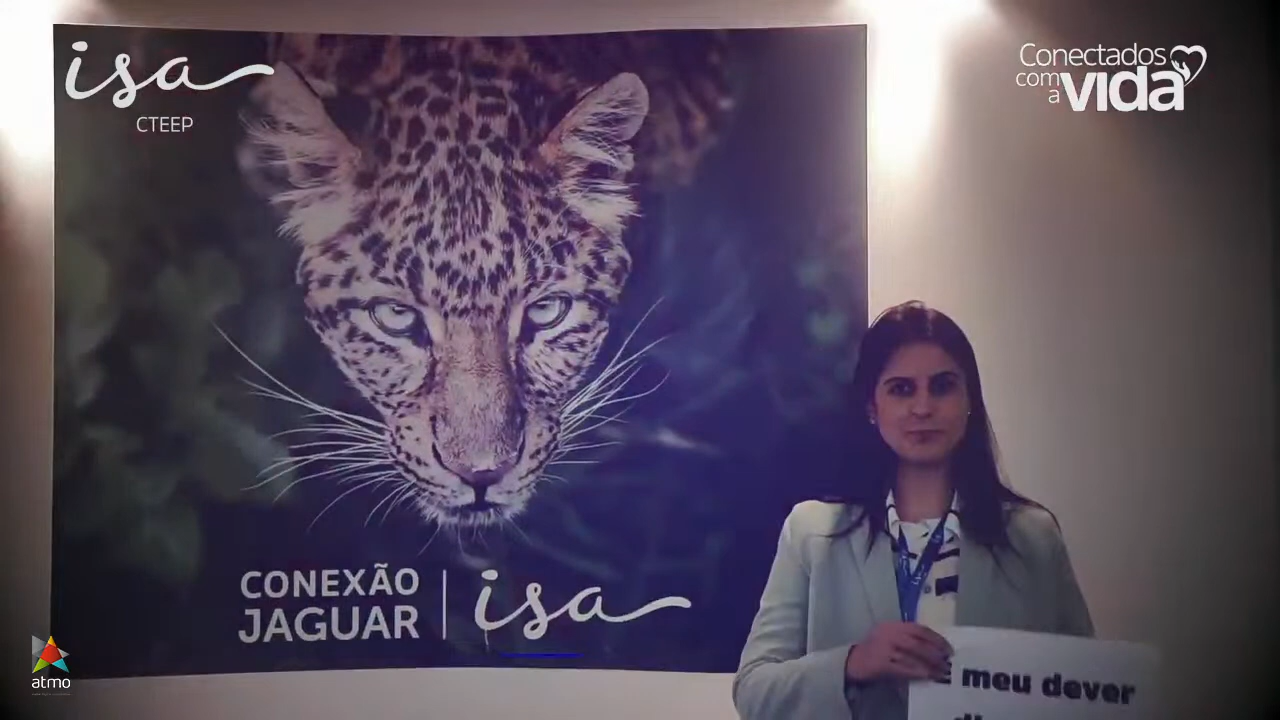 isa
CTEEP
Conectados
com
a vida
CONEXÃO
JAGUAR
isa
atmo
É meu dever